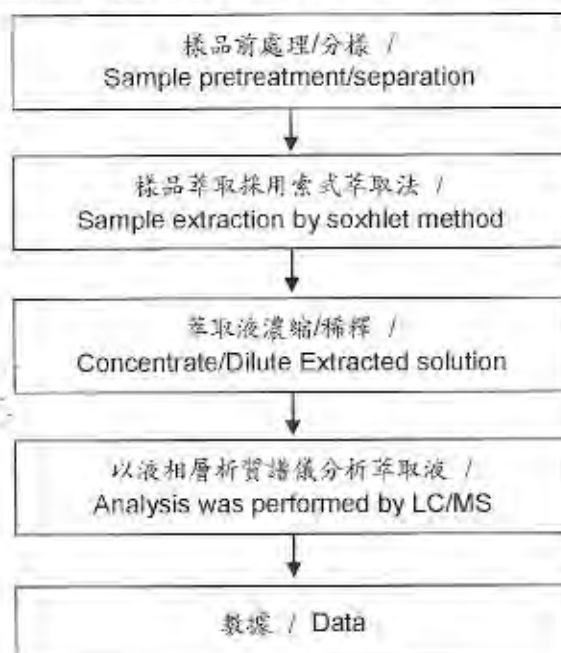 樣品前處理/分樣 /
Sample pretreatment/separation
樣品萃取採用索式萃取法 /
Sample extraction by soxhlet method
萃取液濃縮/稀釋 /
Concentrate/Dilute Extracted solution
以液相層析質譜儀分析萃取液 /
Analysis was performed by LC/MS
數據 / Data